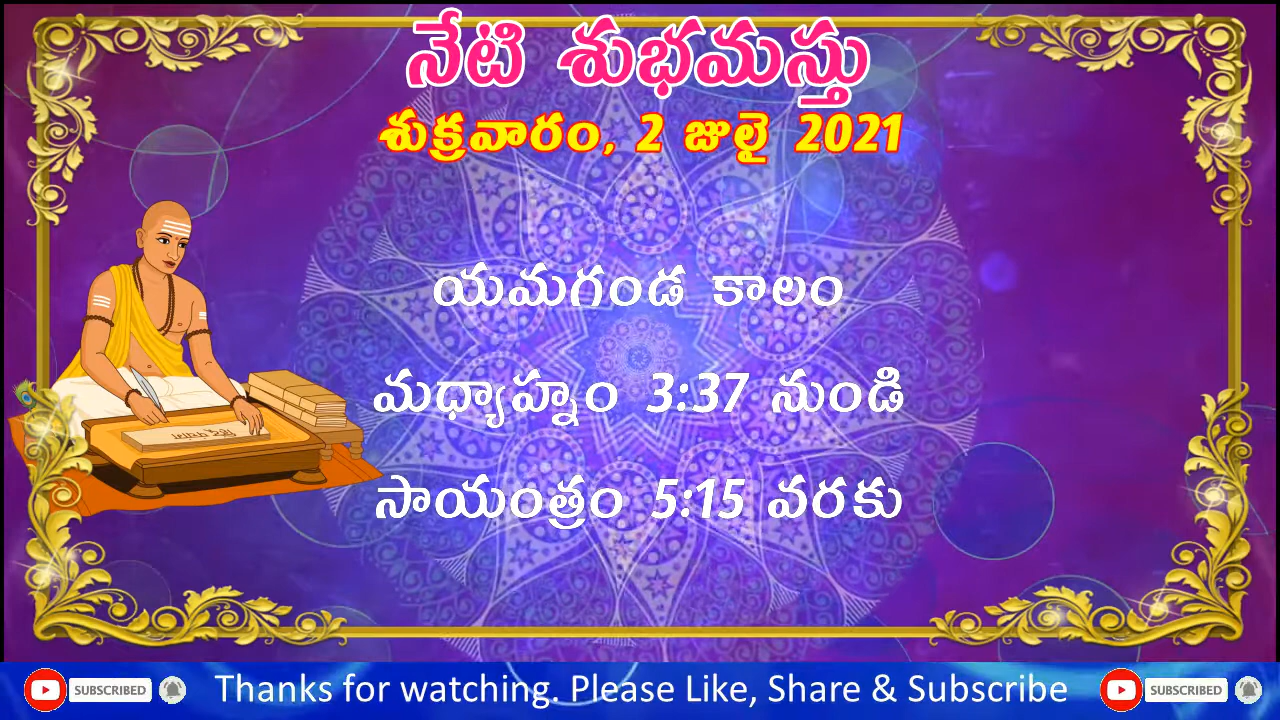 నేటి శుభమస్తు
శుక్రవారం, 2 జులై 2021
యమగండ కాలం
మధ్యాహ్నం 3:37 నుండి
సాయంత్రం 5:15 వరకు
SUBSCRIBED Thanks for watching. Please Like, Share & Subscribe SUBSCRIBED